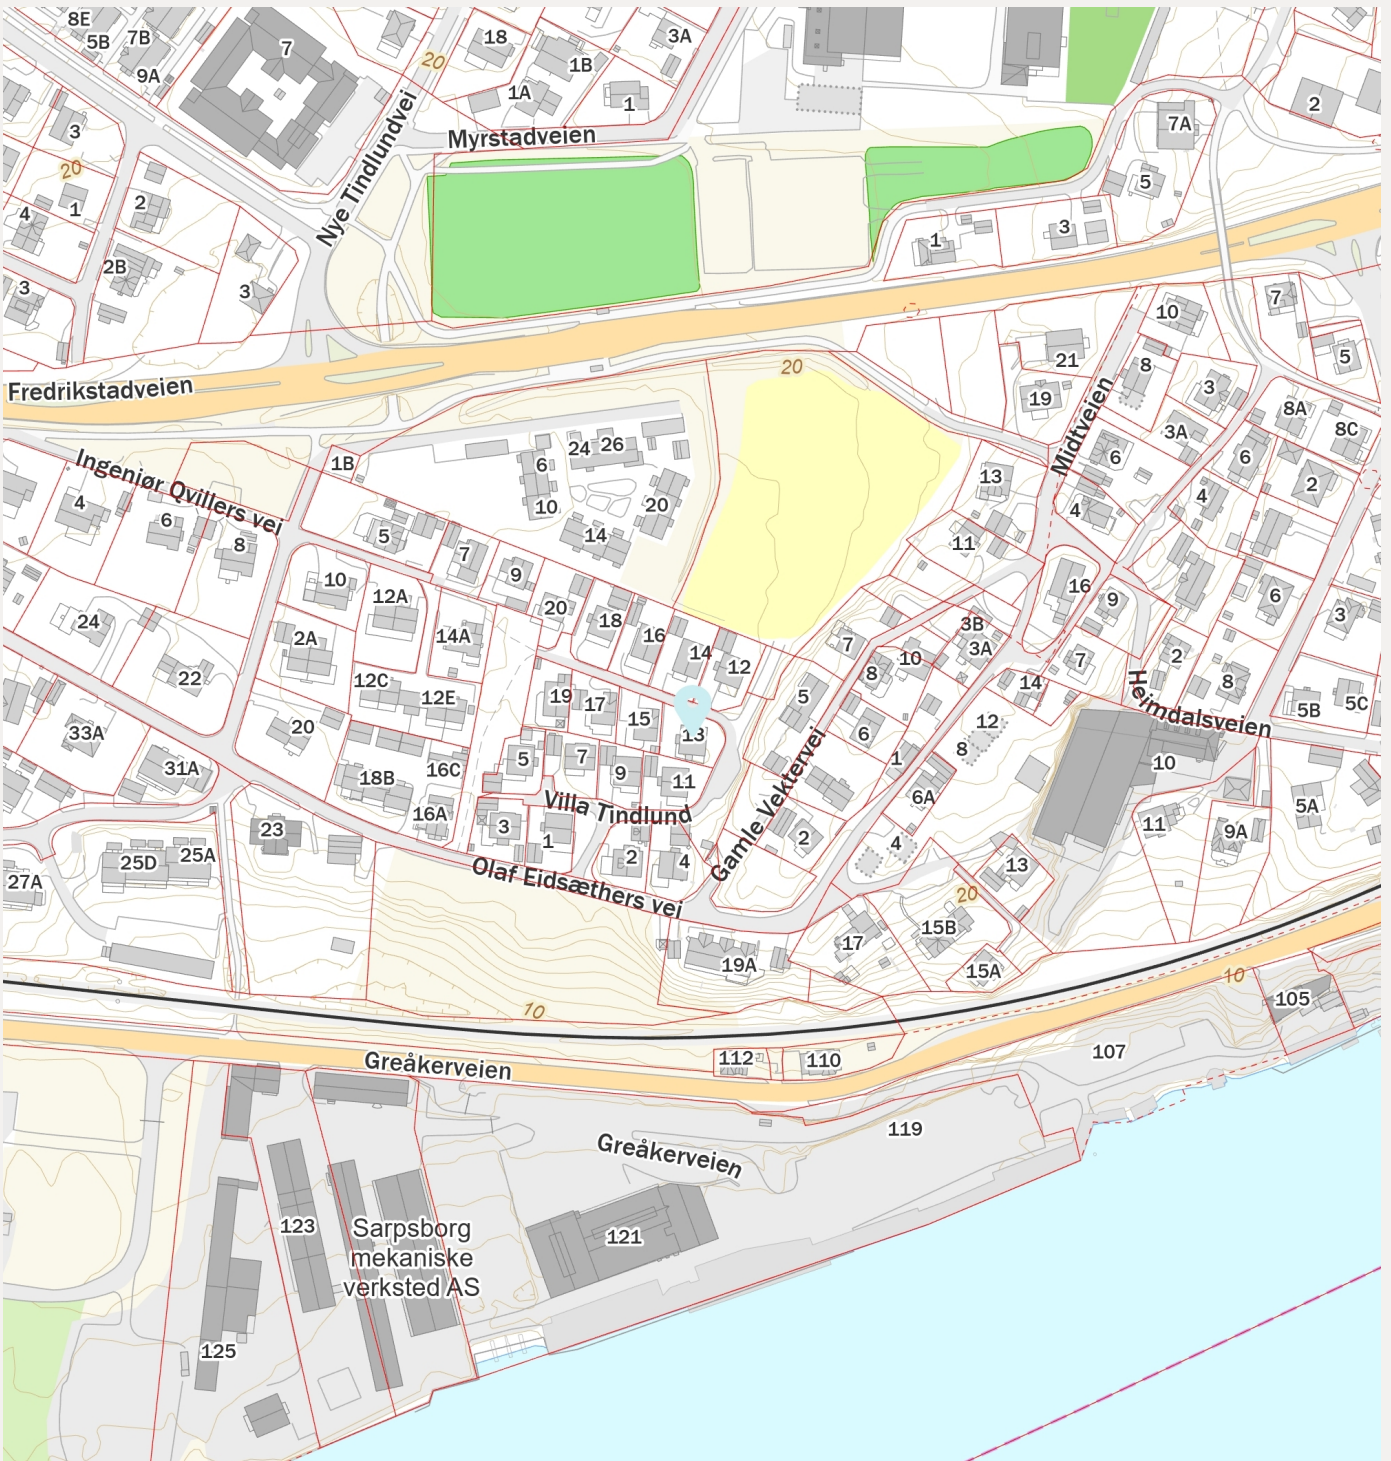 8E
5B
7B
9A
7
20
18
1B
3A
1A
1
2
7A
Myrstadveien
Nye Tindlundvei
3
20
1
4
2
2B
3
3
5
1
3
10
7
5
21
8
19
3
8A
8C
3A
Midtveien
Fredrikstadveien
20
1B
Ingeniør Qvillers vei
4
6
8
24
26
6
10
20
14
5
7
9
13
11
6
4
6
2
4
16
9
6
3
10
12A
20
18
16
14
12
14A
2A
24
22
12C
12E
20
33A
31A
18B
16C
16A
19
17
15
13
5
7
9
11
Villa Tindlund
3
1
2
4
7
8
10
3B
3A
5
6
14
7
2
8
Heimdalsveien
5B
5C
12
8
1
6A
10
5A
11
9A
Gamle Vektervei
2
4
13
23
25D
25A
27A
Olaf Eidsæthers vei
20
15B
17
15A
19A
10
10
105
107
112
110
Greåkerveien
119
Greåkerveien
121
123
Sarpsborg
mekaniske
verksted AS
125